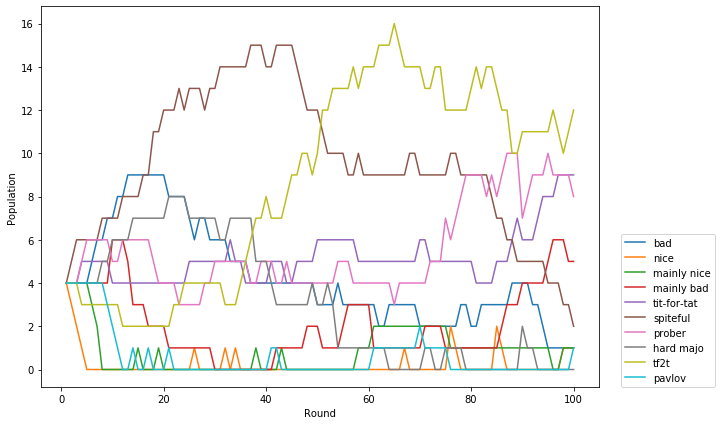 16
14
12
10
8
6
4
2
0
Population
0
20
40
60
80
100
Round
bad
nice
mainly nice
mainly bad
tit-for-tat
spiteful
prober
hard majo
tf2t
pavlov